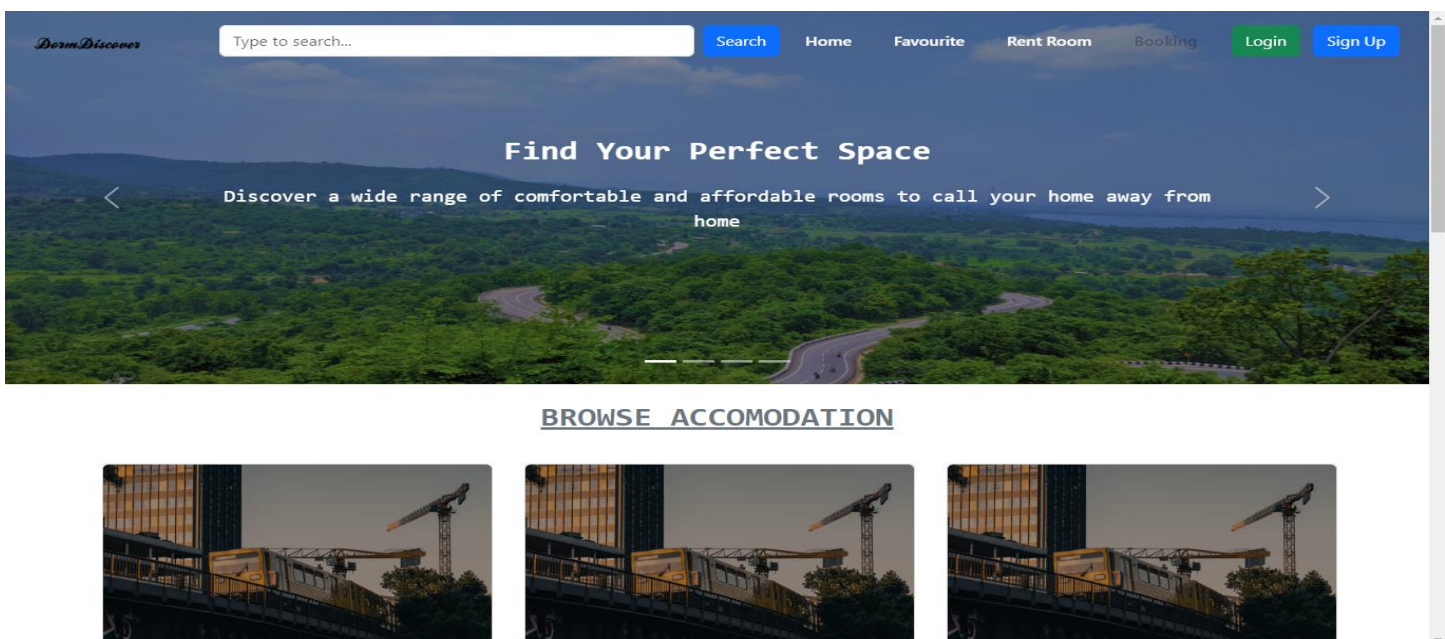 DormDiscover
Type to search...
Search
Home
Favourite
Rent Room
Booking
Login
Sign Up
Find Your Perfect Space
Discover a wide range of comfortable and affordable rooms to call your home away from
home
BROWSE ACCOMODATION